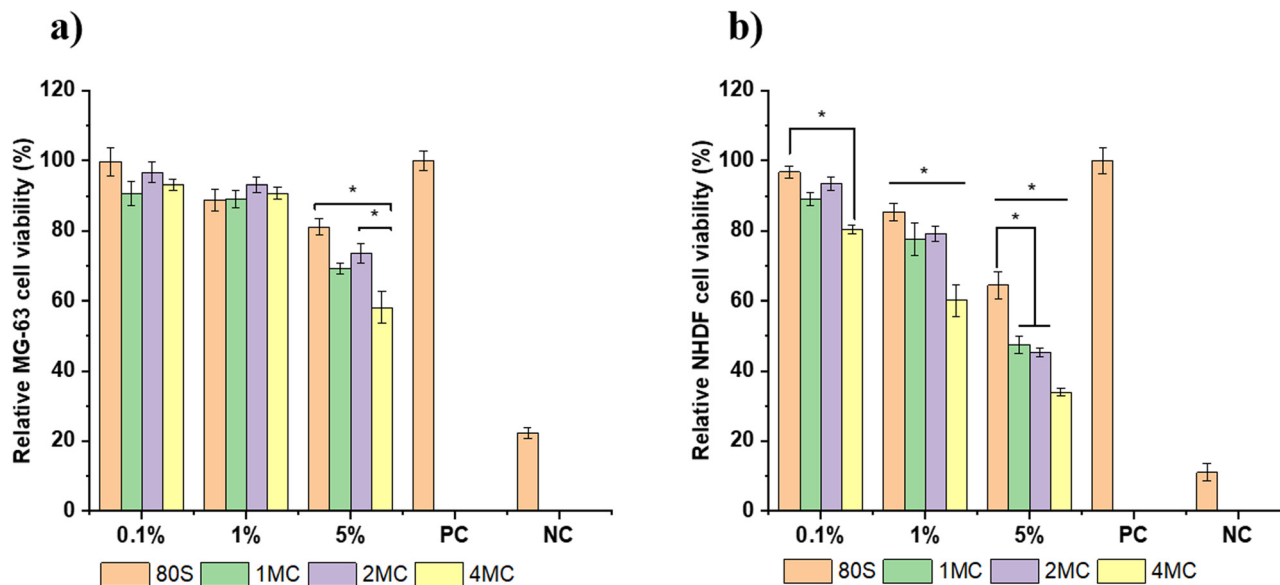 a)
Relative MG-63 cell viability (%)
120
100
80
60
40
20
0
*
*
0.1% 1% 5% PC NC
80S 1MC 2MC 4MC
b)
Relative NHDF cell viability (%)
120
100
80
60
40
20
0
*
*
*
*
0.1% 1% 5% PC NC
80S 1MC 2MC 4MC